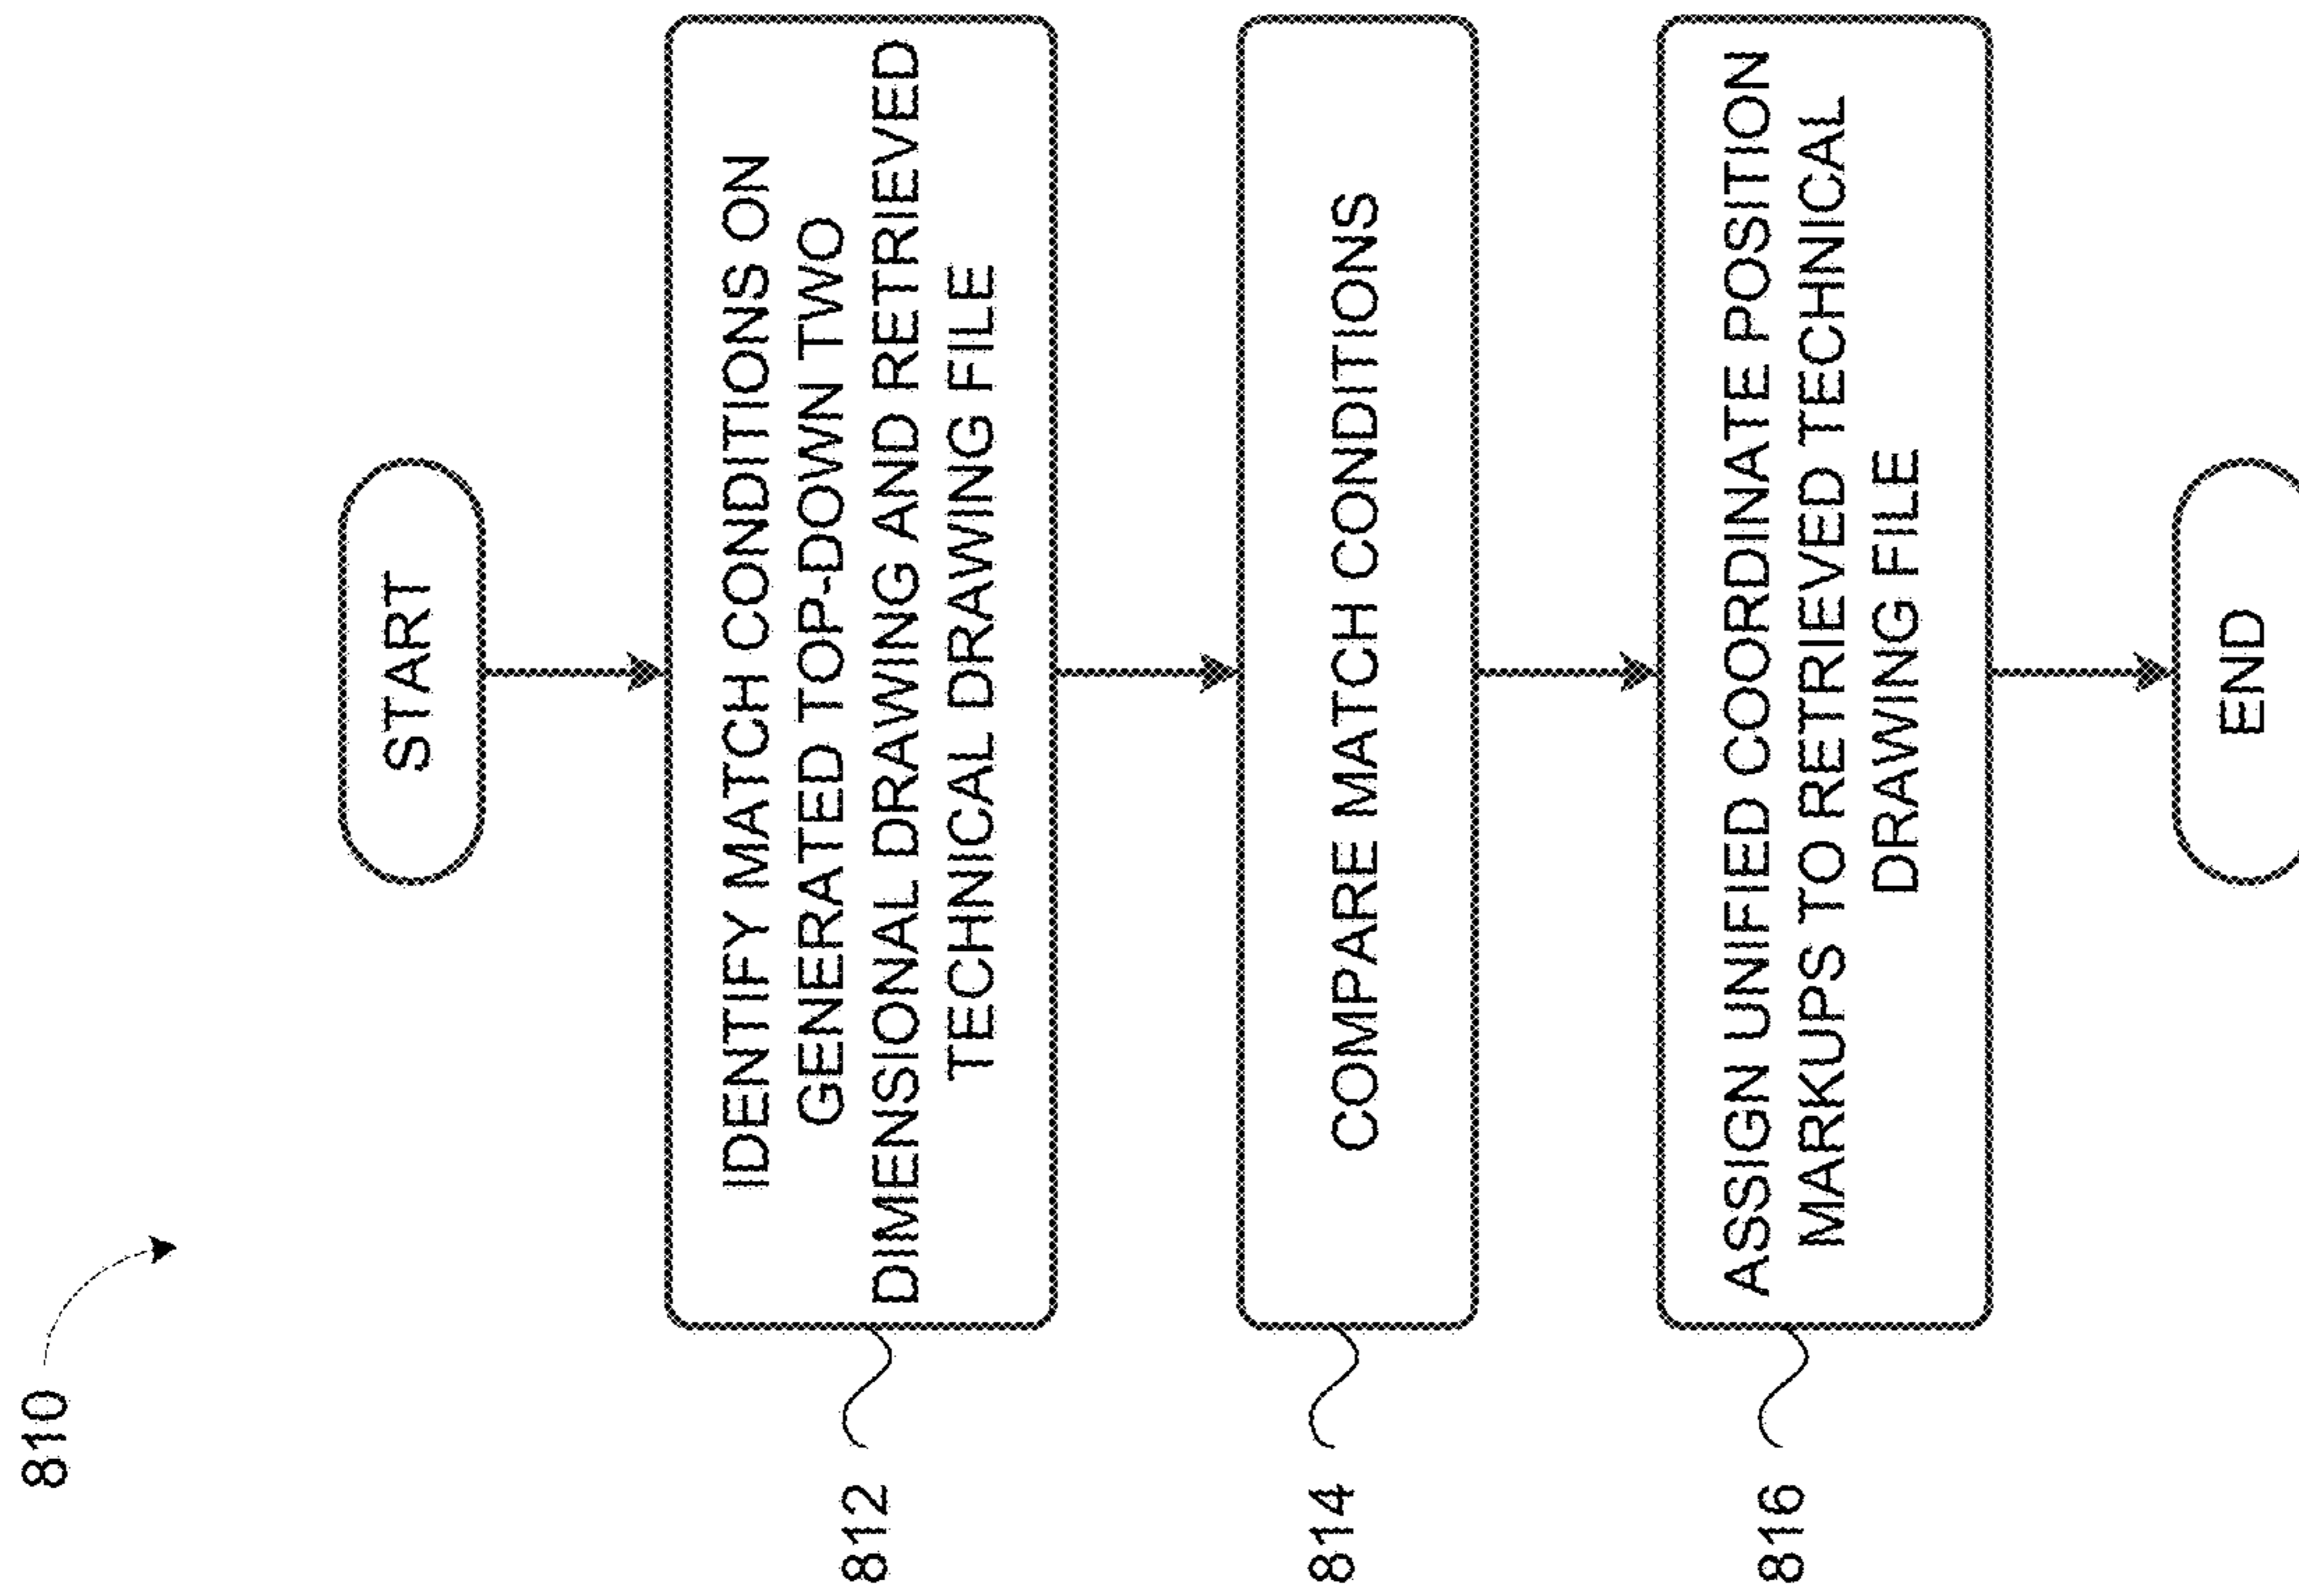 810
START
812
IDENTIFY MATCH CONDITIONS ON
GENERATED TOP-DOWN TWO
DIMENSIONAL DRAWING AND RETRIEVED
TECHNICAL DRAWING FILE
814
COMPARE MATCH CONDITIONS
816
ASSIGN UNIFIED COORDINATE POSITION
MARKUPS TO RETRIEVED TECHNICAL
DRAWING FILE
END